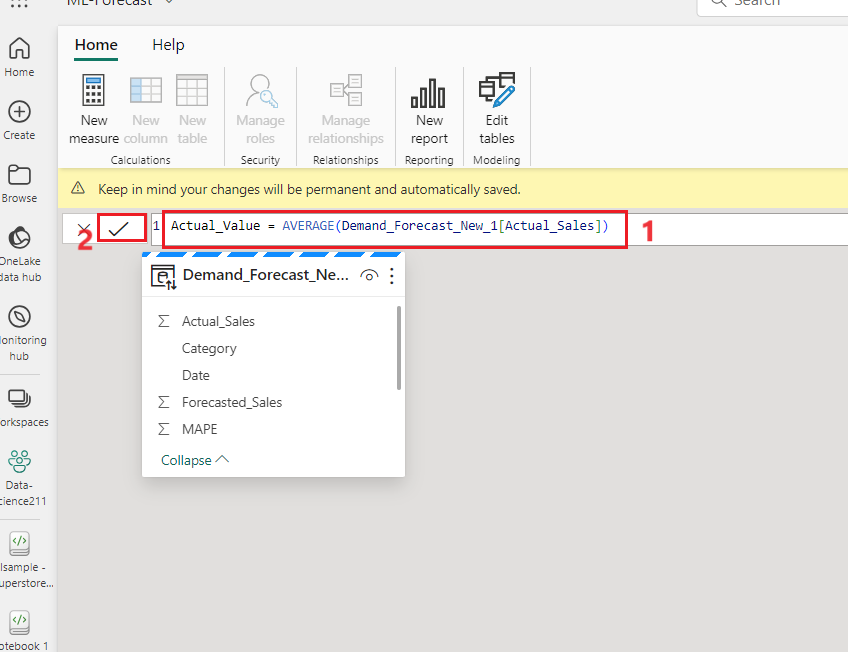 ML-Forecast
Search
Home
Help
Home
Create
Browse
OneLake
data hub
Monitoring
hub
Workspaces
Data-
Science211
New
measure
New
column
New
table
Calculations
Manage
roles
Security
Manage
relationships
Relationships
New
report
Reporting
Edit
tables
Modeling
Keep in mind your changes will be permanent and automatically saved.
2
1 Actual_Value = AVERAGE(Demand_Forecast_New_1[Actual_Sales])
1
Demand_Forecast_Ne...
Actual_Sales
Category
Date
Forecasted_Sales
MAPE
Collapse
lsample -
uperstore...
otebook 1